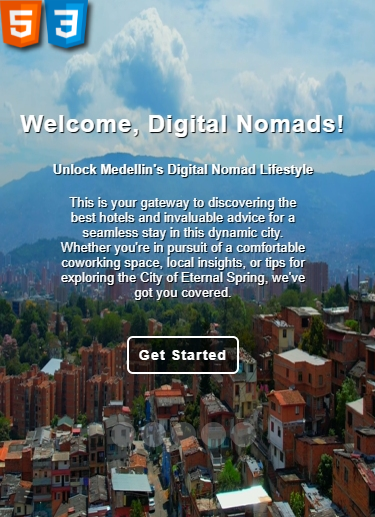 5 3
Welcome, Digital Nomads!
Unlock Medellin's Digital Nomad Lifestyle
This is your gateway to discovering the
best hotels and invaluable advice for a
seamless stay in this dynamic city.
Whether you're in pursuit of a comfortable
coworking space, local insights, or tips for
exploring the City of Eternal Spring, we've
got you covered.
Get Started